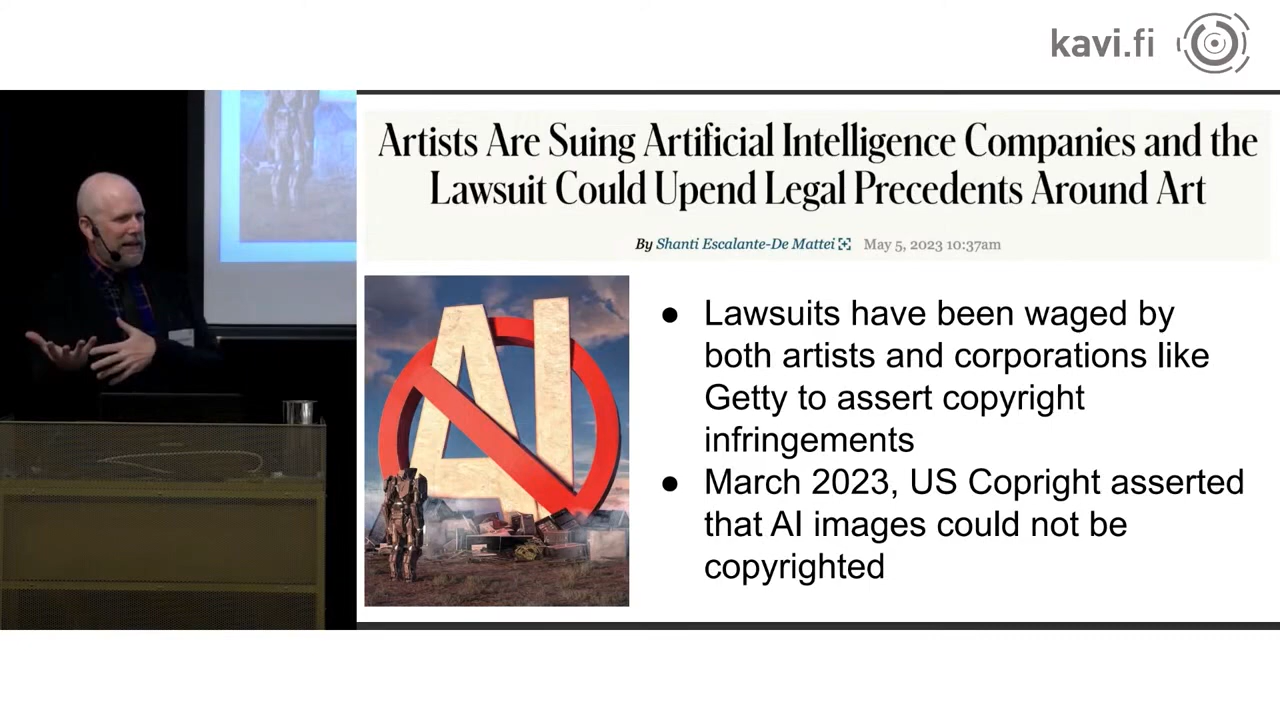 kavi.fi
Artists Are Suing Artificial Intelligence Companies and the
Lawsuit Could Upend Legal Precedents Around Art
By Shanti Escalante-De Mattei May 5, 2023 10:37am
AI
● Lawsuits have been waged by
both artists and corporations like
Getty to assert copyright
infringements
● March 2023, US Copright asserted
that AI images could not be
copyrighted